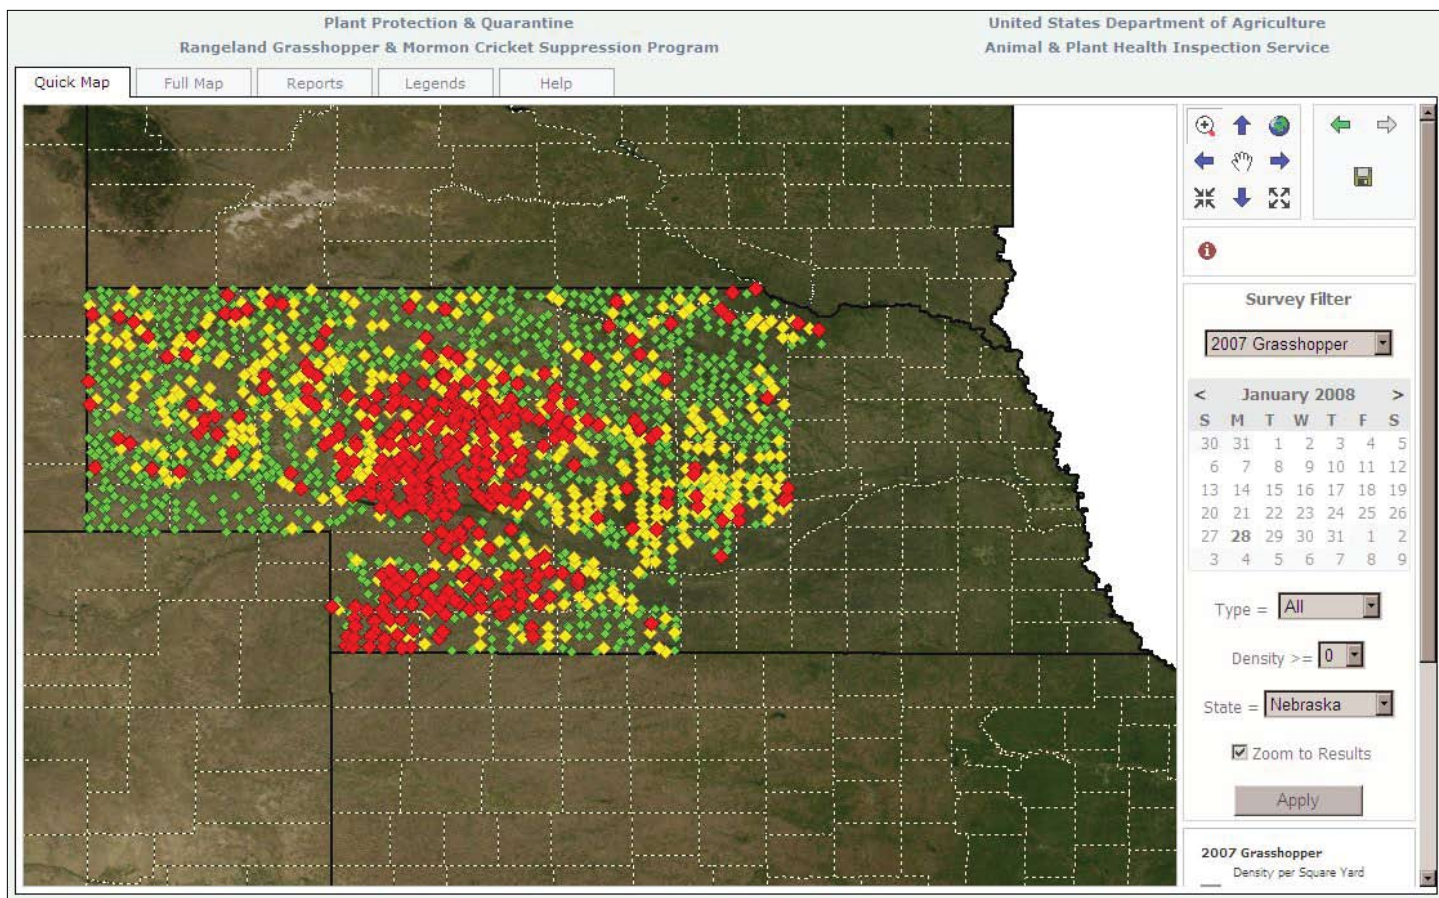 Plant Protection & Quarantine
United States Department of Agriculture
Rangeland Grasshopper & Mormon Cricket Suppression Program
Animal & Plant Health Inspection Service
Quick Map
Full Map
Reports
Legends
Help
Survey Filter
2007 Grasshopper
< January 2008 >
S M T W T F S
30 31 1 2 3 4 5
6 7 8 9 10 11 12
13 14 15 16 17 18 19
20 21 22 23 24 25 26
27 28 29 30 31 1 2
3 4 5 6 7 8 9
Type = All
Density >= 0
State = Nebraska
Zoom to Results
Apply
2007 Grasshopper
Density per Square Yard